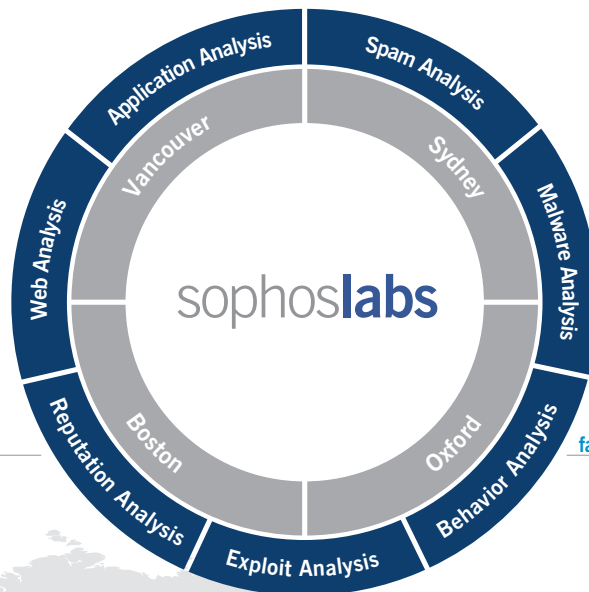 Application Analysis
Spam Analysis
Vancouver
Sydney
Web Analysis
Malware Analysis
sophoslabs
Boston
Oxford
Reputation Analysis
Behavior Analysis
fa
Exploit Analysis